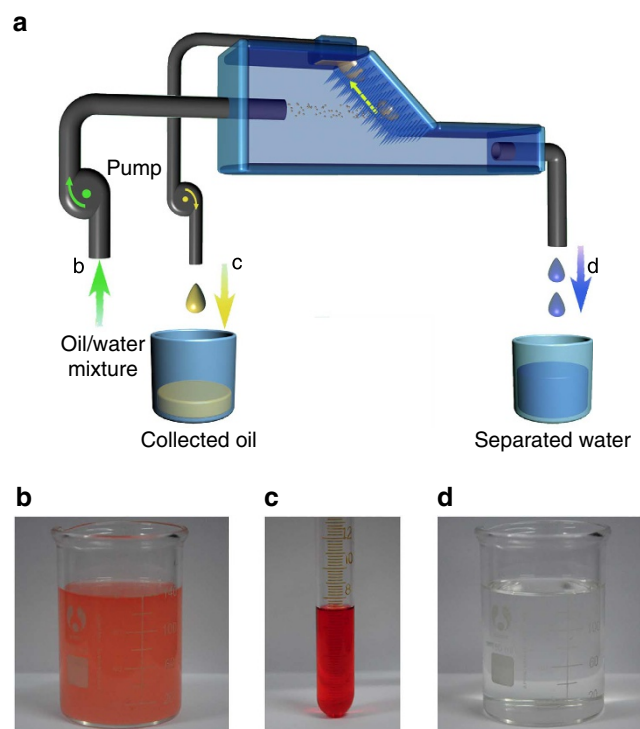 a
Pump
b
c
d
Oil/water
mixture
Collected oil
Separated water
b
c
d
12
10
8